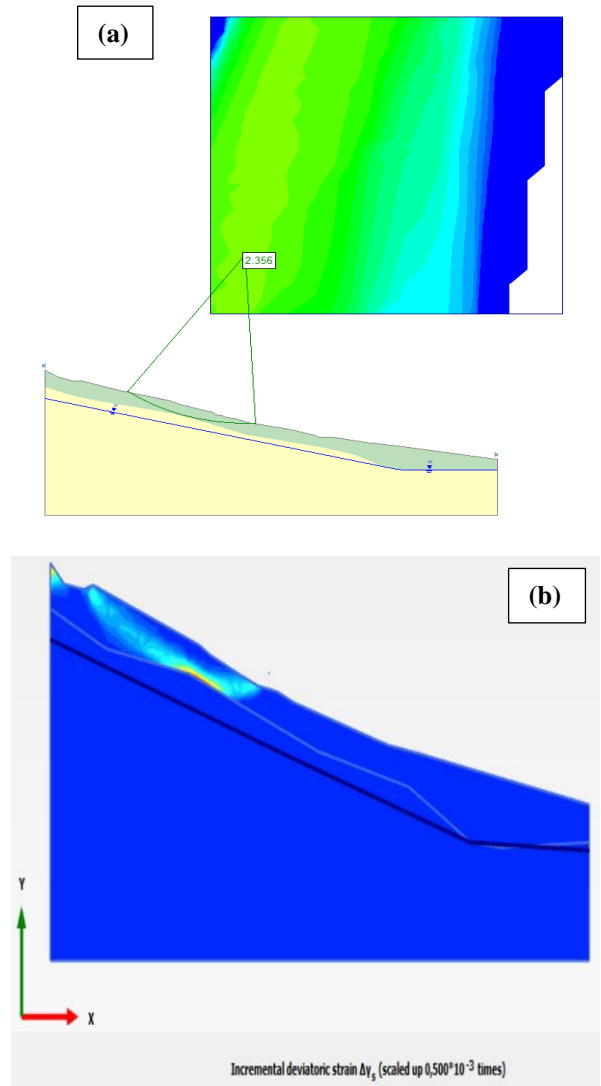 (a)
2.356
(b)
Y
X
Incremental deviatoric strain Δγs (scaled up 0,500*10-3 times)